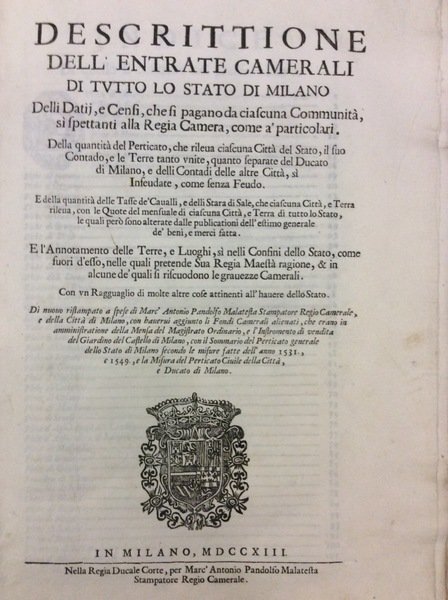 DESCRITTIONE
DELL' ENTRATE CAMERALI
DI TVTTO LO STATO DI MILANO
Delli Datij, e Censi, che si pagano da ciascuna Communità,
si spettanti alla Regia Camera, come a' particolari.
Della quantità del Perticato, che rileua ciascuna Città del Stato, il suo
Contado, e le Terre tanto vnite, quanto separate del Ducato
di Milano, e delli Contadi delle altre Città, sì
Infeudate, come senza Feudo.
E della quantità delle Tasse de'Caualli, e delli Stara di Sale, che ciascuna Città, e Terra
rileua, con le Quote del mensuale di ciascuna Città, e Terra di tutto lo Stato,
le quali però sono alterate dalle publicationi dell'estimo generale
de' beni, e merci fatta.
E l'Annotamento delle Terre, e Luoghi, sì nelli Confini dello Stato, come
fuori d'esso, nelle quali pretende Sua Regia Maestà ragione, & in
alcune de' quali si riscuodono le grauezze Camerali.
Con vn Ragguaglio di molte altre cose attinenti all'hauere dello Stato.
Di nuouo ristampato a spese di Marc' Antonio Pandolfo Malatesta Stampatore Regio Camerale,
e della Città di Milano, con hauerui aggiunto li Fondi Camerali alienati, che erano in
amministratione della Mensa del Magistrato Ordinario, e l'Instromento di vendita
del Giardino del Castello di Milano, con il Sommario del Perticato generale
dello Stato di Milano secondo le misure fatte dell'anno 1531.,
e 1549., e la Misura del Perticato Ciuile della Città,
e Ducato di Milano.
IN MILANO, MDCCXIII.
Nella Regia Ducale Corte, per Marc' Antonio Pandolfo Malatesta
Stampatore Regio Camerale.